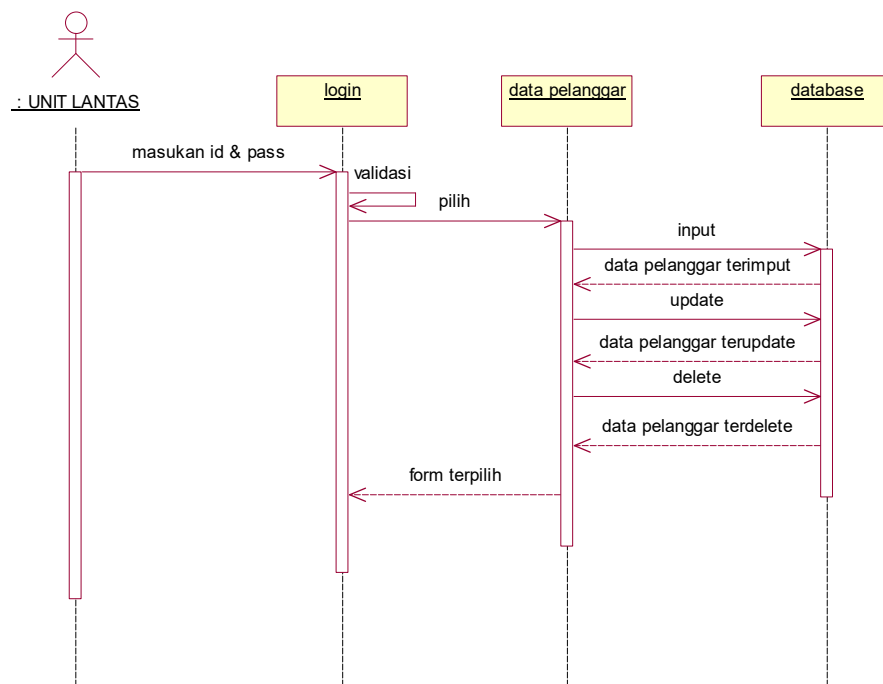 : UNIT LANTAS
login
data pelanggar
database
masukan id & pass
validasi
pilih
input
data pelanggar terimput
update
data pelanggar terupdate
delete
data pelanggar terdelete
form terpilih